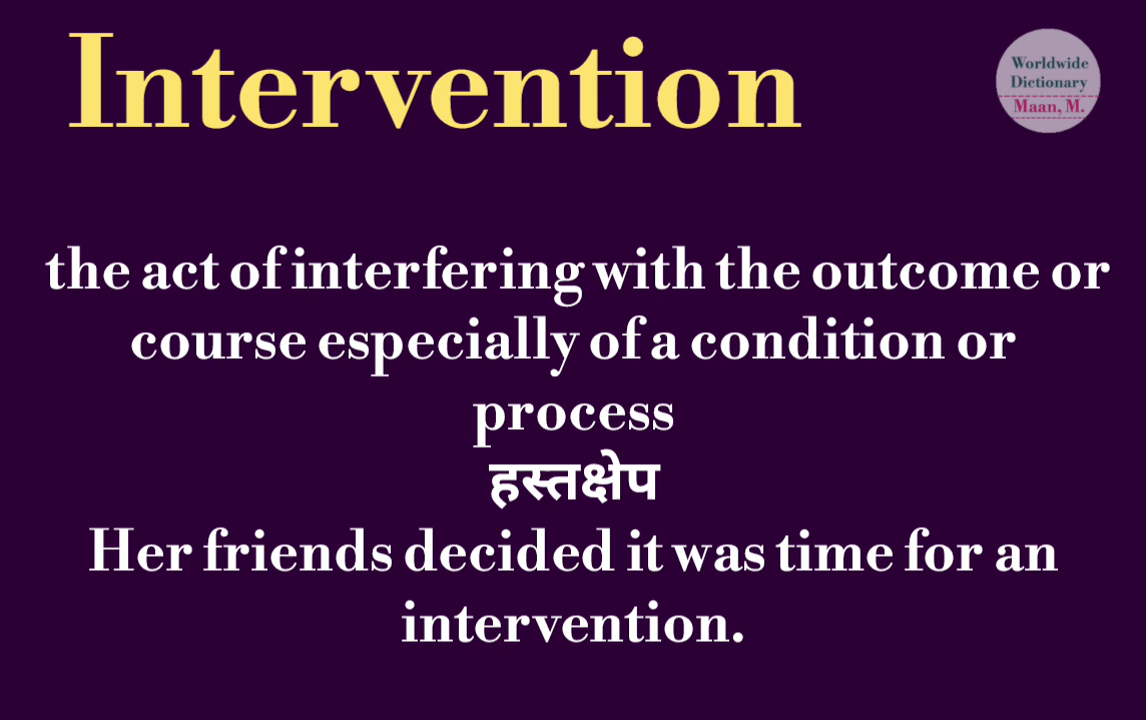 Intervention
Worldwide
Dictionary
Maan, M.
the act of interfering with the outcome or
course especially of a condition or
process
हस्तक्षेप
Her friends decided it was time for an
intervention.